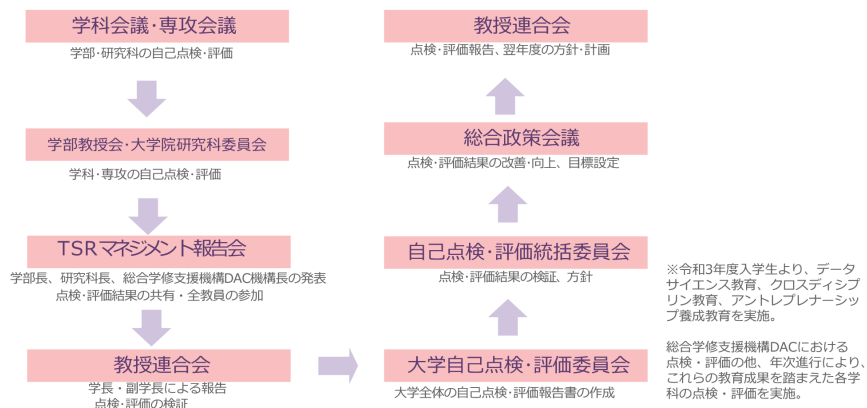 学科会議・専攻会議
学部・研究科の自己点検・評価
学部教授会・大学院研究科委員会
学科・専攻の自己点検・評価
TSRマネジメント報告会
学部長、研究科長、総合学修支援機構DAC機構長の発表
点検・評価結果の共有・全教員の参加
教授連合会
学長・副学長による報告
点検・評価の検証
大学自己点検・評価委員会
大学全体の自己点検・評価報告書の作成
自己点検・評価統括委員会
点検・評価結果の検証、方針
総合政策会議
点検・評価結果の改善・向上、目標設定
教授連合会
点検・評価報告、翌年度の方針・計画
※令和3年度入学生より、データ
サイエンス教育、クロスディシプ
リン教育、アントレプレナーシッ
プ養成教育を実施。
総合学修支援機構DACにおける
点検・評価の他、年次進行により、
これらの教育成果を踏まえた各学
科の点検・評価を実施。